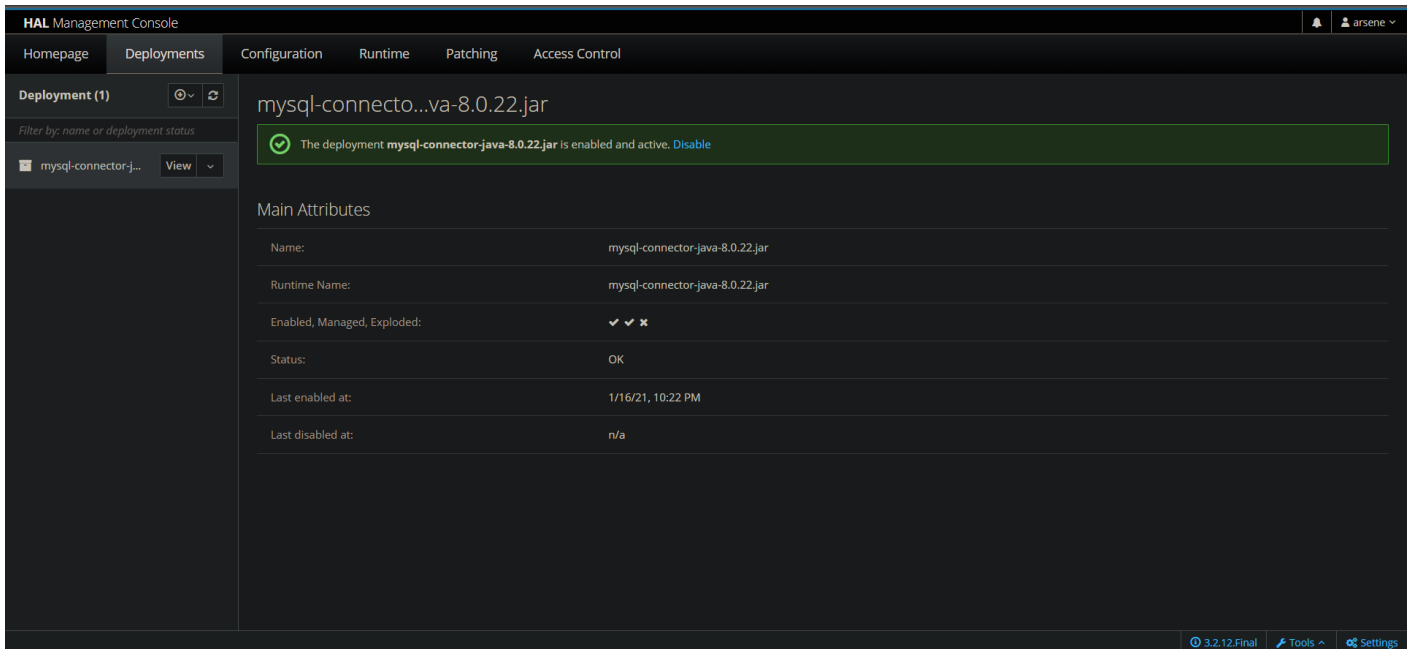 HAL Management Console
arsene
Homepage Deployments Configuration Runtime Patching Access Control
Deployment (1)
Filter by: name or deployment status
mysql-connector-j... View
mysql-connecto...va-8.0.22.jar
The deployment mysql-connector-java-8.0.22.jar is enabled and active. Disable
Main Attributes
Name: mysql-connector-java-8.0.22.jar
Runtime Name: mysql-connector-java-8.0.22.jar
Enabled, Managed, Exploded:
Status: OK
Last enabled at: 1/16/21, 10:22 PM
Last disabled at: n/a
3.2.12.Final Tools Settings